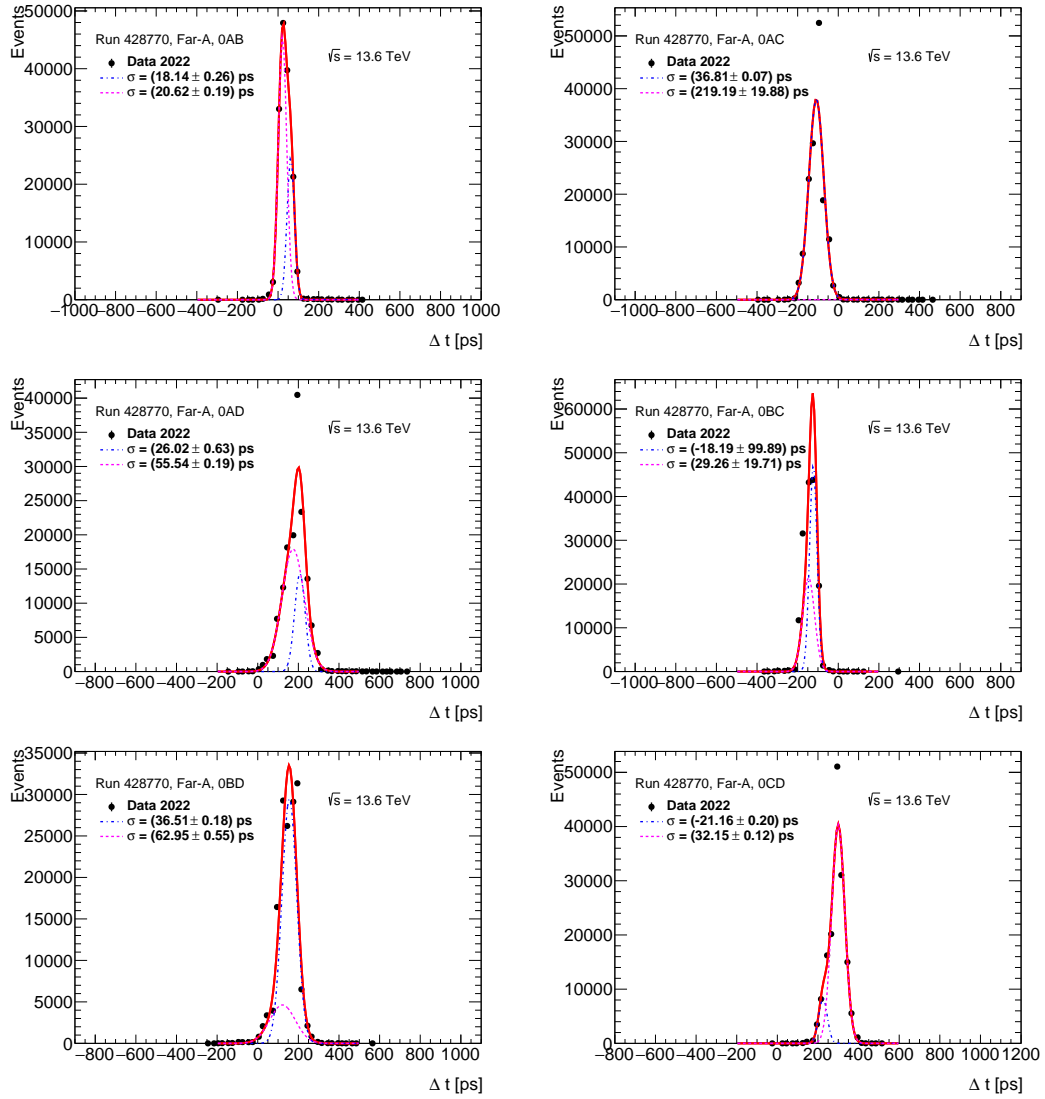 Events
Run 428770, Far-A, 0AB
Data 2022
√s = 13.6 TeV
σ = (18.14 ± 0.26) ps
σ = (20.62 ± 0.19) ps
50000
40000
30000
20000
10000
0
−1000 −800 −600 −400 −200 0 200 400 600 800 1000
Δ t [ps]
Events
Run 428770, Far-A, 0AC
Data 2022
√s = 13.6 TeV
σ = (36.81 ± 0.07) ps
σ = (219.19 ± 19.88) ps
50000
40000
30000
20000
10000
0
−1000 −800 −600 −400 −200 0 200 400 600 800
Δ t [ps]
Events
Run 428770, Far-A, 0AD
Data 2022
√s = 13.6 TeV
σ = (26.02 ± 0.63) ps
σ = (55.54 ± 0.19) ps
40000
35000
30000
25000
20000
15000
10000
5000
0
−800 −600 −400 −200 0 200 400 600 800 1000
Δ t [ps]
Events
Run 428770, Far-A, 0BC
Data 2022
√s = 13.6 TeV
σ = (-18.19 ± 99.89) ps
σ = (29.26 ± 19.71) ps
60000
50000
40000
30000
20000
10000
0
−1000 −800 −600 −400 −200 0 200 400 600 800
Δ t [ps]
Events
Run 428770, Far-A, 0BD
Data 2022
√s = 13.6 TeV
σ = (36.51 ± 0.18) ps
σ = (62.95 ± 0.55) ps
35000
30000
25000
20000
15000
10000
5000
0
−800 −600 −400 −200 0 200 400 600 800 1000
Δ t [ps]
Events
Run 428770, Far-A, 0CD
Data 2022
√s = 13.6 TeV
σ = (-21.16 ± 0.20) ps
σ = (32.15 ± 0.12) ps
50000
40000
30000
20000
10000
0
−800 −600 −400 −200 0 200 400 600 800 1000 1200
Δ t [ps]